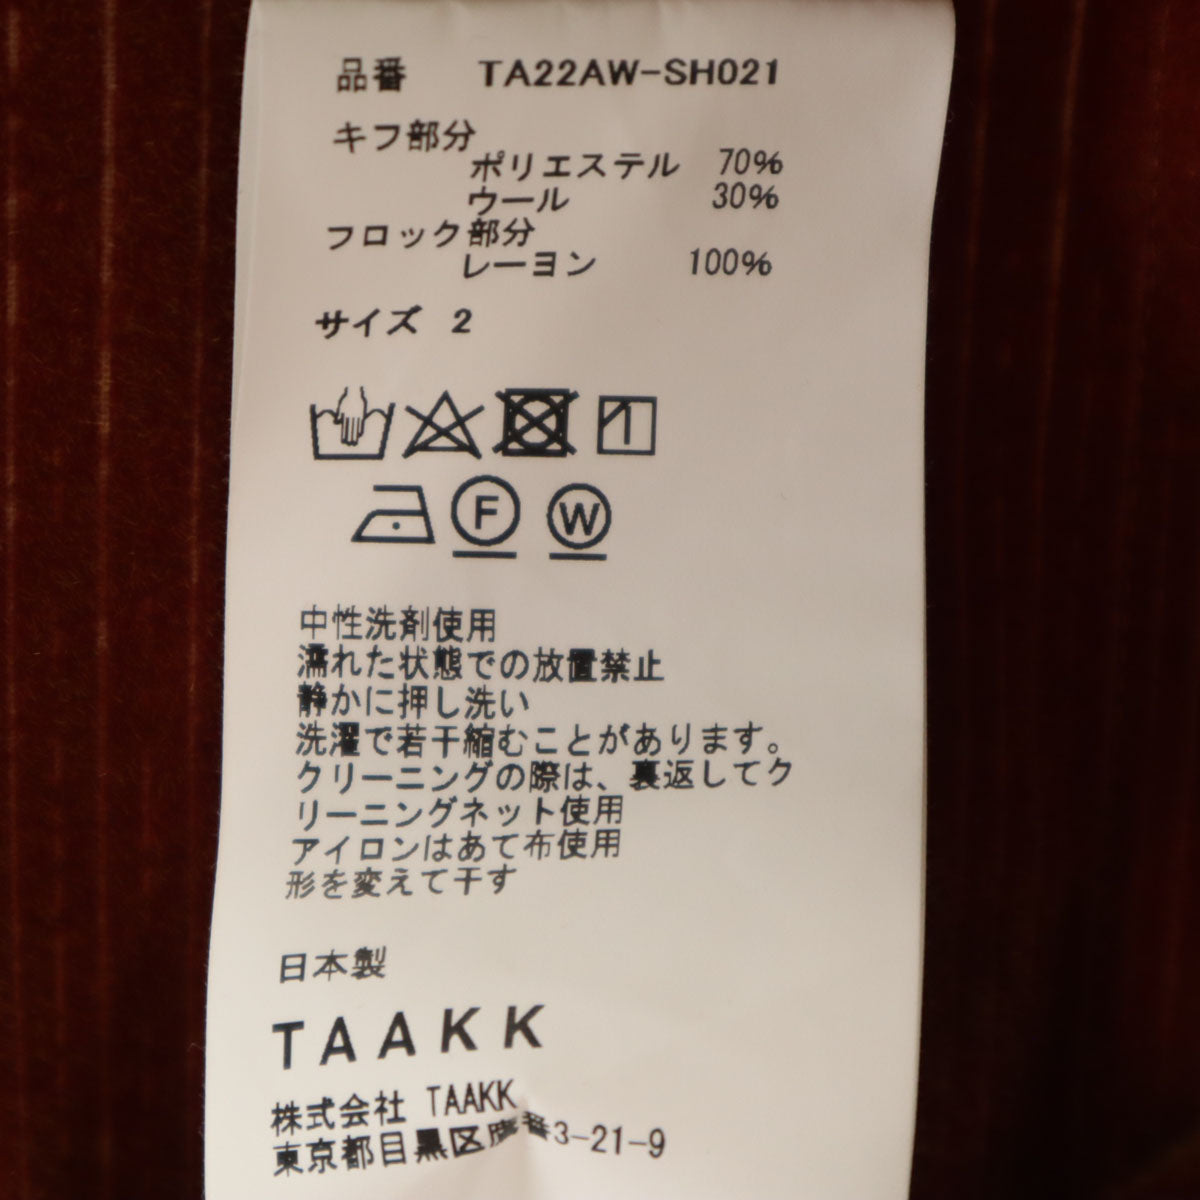 品番 TA22AW-SH021
キフ部分
ポリエステル 70%
ウール 30%
フロック部分
レーヨン 100%
サイズ 2
F W
中性洗剤使用
濡れた状態での放置禁止
静かに押し洗い
洗濯で若干縮むことがあります。
クリーニングの際は、裏返してク
リーニングネット使用
アイロンはあて布使用
形を変えて干す
日本製
TAAKK
株式会社 TAAKK
東京都目黒区鷹番3-21-9